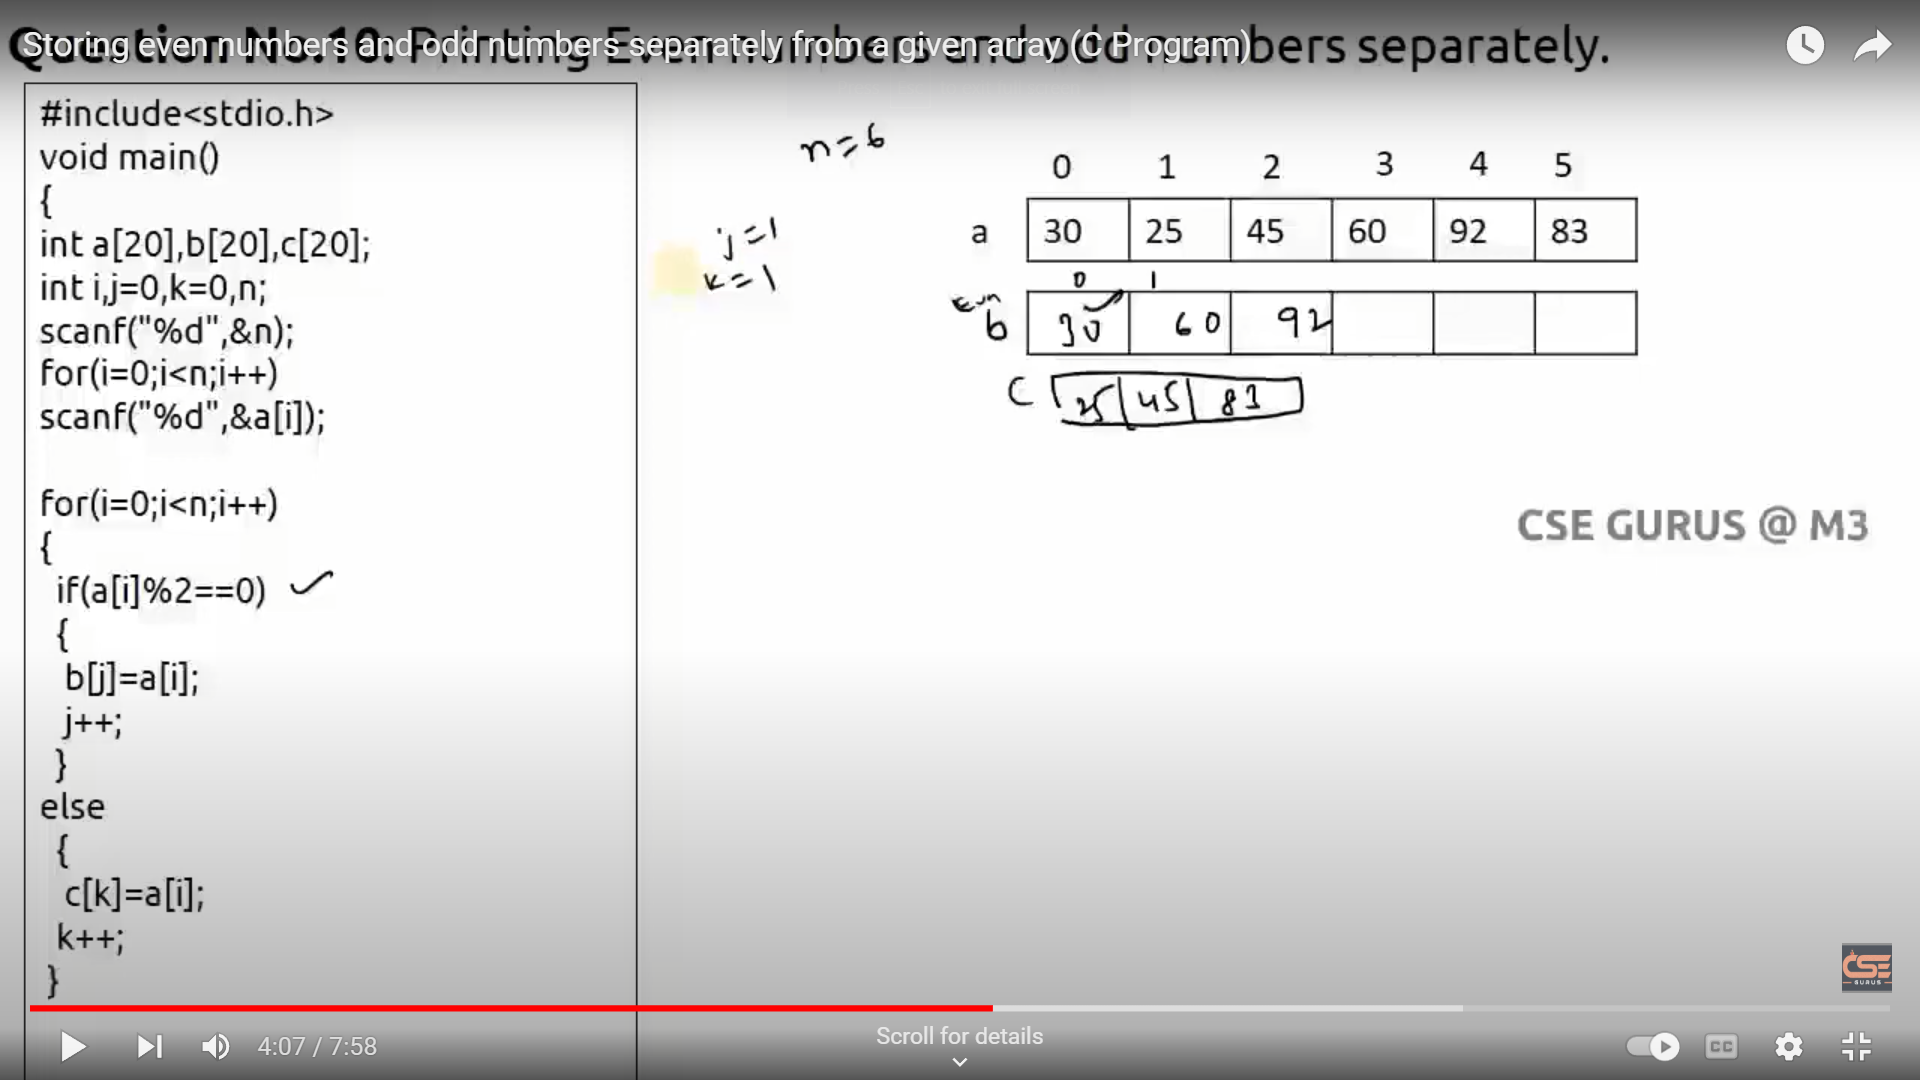 Question No.10. Printing Even numbers and odd numbers separately.
Storing even numbers and odd numbers separately from a given array (C Program)
#include<stdio.h>
void main()
{
int a[20],b[20],c[20];
int i,j=0,k=0,n;
scanf("%d",&n);
for(i=0;i<n;i++)
scanf("%d",&a[i]);
for(i=0;i<n;i++)
{
if(a[i]%2==0)
{
b[j]=a[i];
j++;
}
else
{
c[k]=a[i];
k++;
}
n=6
j=1
k=1
0 1 2 3 4 5
a 30 25 45 60 92 83
0 1
b 30 60 92
C 25 45 83
CSE GURUS @ M3
CSE
GURUS
4:07 / 7:58
Scroll for details
CC